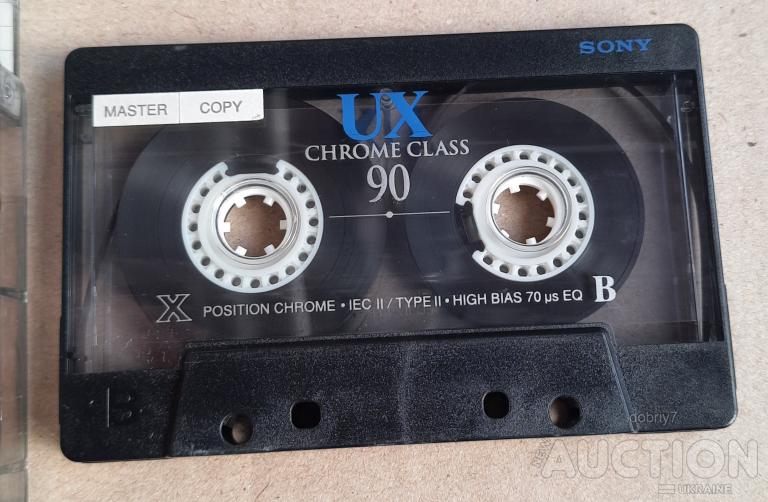 SONY
MASTER COPY
UX
CHROME CLASS
90
X POSITION CHROME • IEC II / TYPE II • HIGH BIAS 70 µs EQ B
B
dobriy7
NEW
AUCTION
UKRAINE